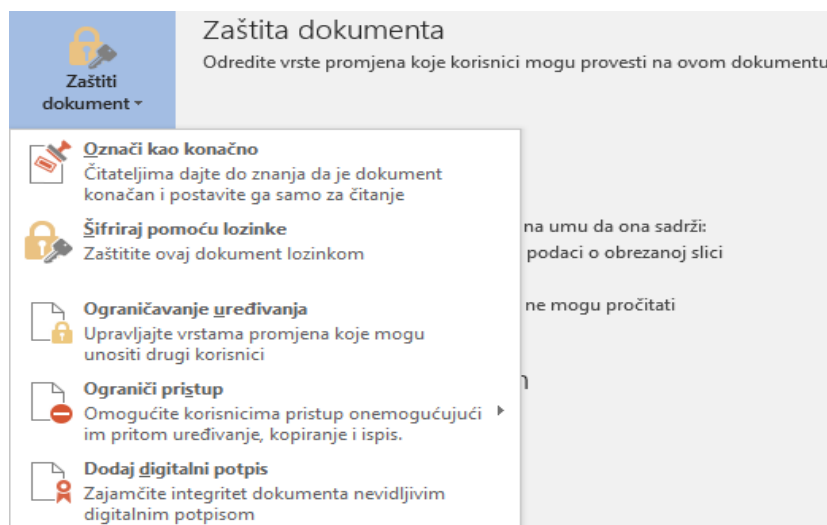 Zaštita dokumenta
Odredite vrste promjena koje korisnici mogu provesti na ovom dokumentu
Zaštiti
dokument
Označi kao konačno
Čitateljima dajte do znanja da je dokument
konačan i postavite ga samo za čitanje
Šifriraj pomoću lozinke
Zaštitite ovaj dokument lozinkom
na umu da ona sadrži:
podaci o obrezanoj slici
Ograničavanje uređivanja
Upravljajte vrstama promjena koje mogu
unositi drugi korisnici
ne mogu pročitati
Ograniči pristup
Omogućite korisnicima pristup onemogućujući
im pritom uređivanje, kopiranje i ispis.
Dodaj digitalni potpis
Zajamčite integritet dokumenta nevidljivim
digitalnim potpisom